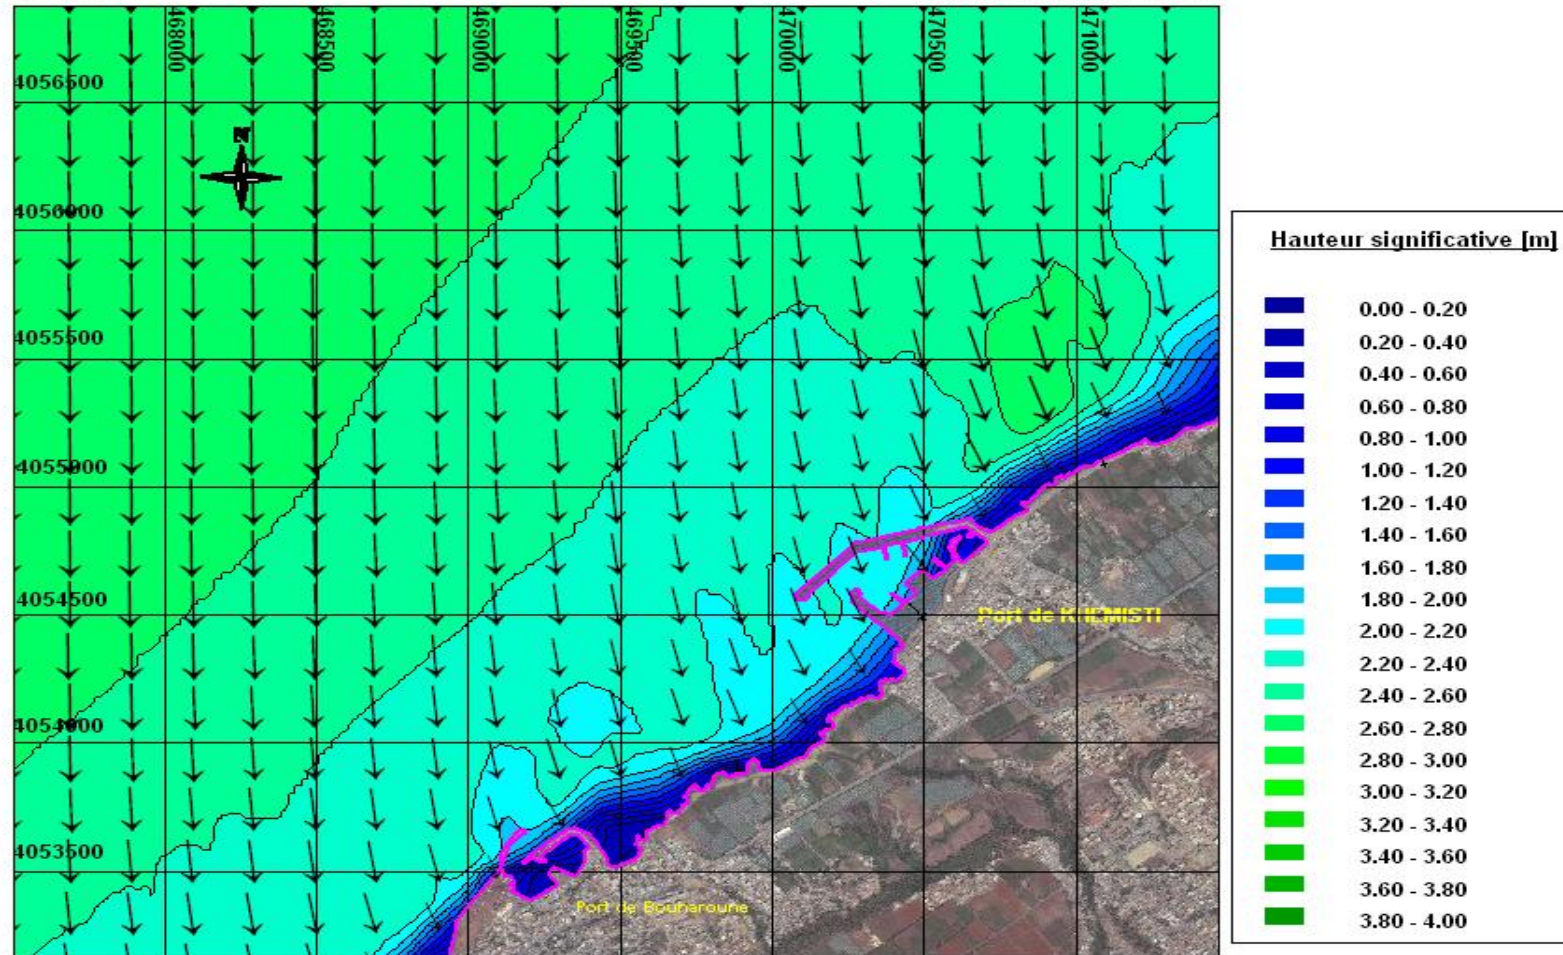 468000
468500
469000
469500
470000
470500
471000
4056500
4056000
4055500
4055000
4054500
4054000
4053500
N
Port de KHEMISTI
Port de Bouharoune
Hauteur significative [m]
0.00 - 0.20
0.20 - 0.40
0.40 - 0.60
0.60 - 0.80
0.80 - 1.00
1.00 - 1.20
1.20 - 1.40
1.40 - 1.60
1.60 - 1.80
1.80 - 2.00
2.00 - 2.20
2.20 - 2.40
2.40 - 2.60
2.60 - 2.80
2.80 - 3.00
3.00 - 3.20
3.20 - 3.40
3.40 - 3.60
3.60 - 3.80
3.80 - 4.00